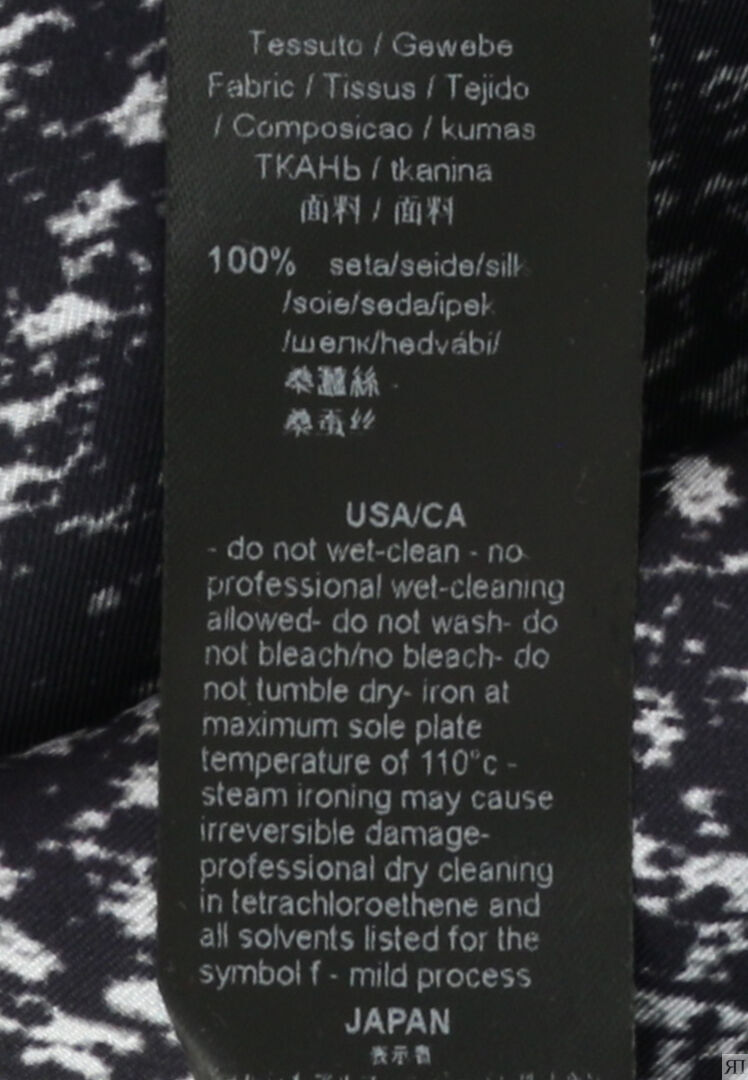 Tessuto / Gewebe
Fabric / Tissus / Tejido
/ Composicao / kumas
ТКАНЬ / tkanina
面料 / 面料
100% seta/seide/silk
/soie/seda/ipek
/шелк/hedvábí/
桑蠶絲
桑蚕丝
USA/CA
- do not wet-clean - no
professional wet-cleaning
allowed- do not wash- do
not bleach/no bleach- do
not tumble dry- iron at
maximum sole plate
temperature of 110°c -
steam ironing may cause
irreversible damage-
professional dry cleaning
in tetrachloroethene and
all solvents listed for the
symbol f - mild process
JAPAN
表示者
ЯП